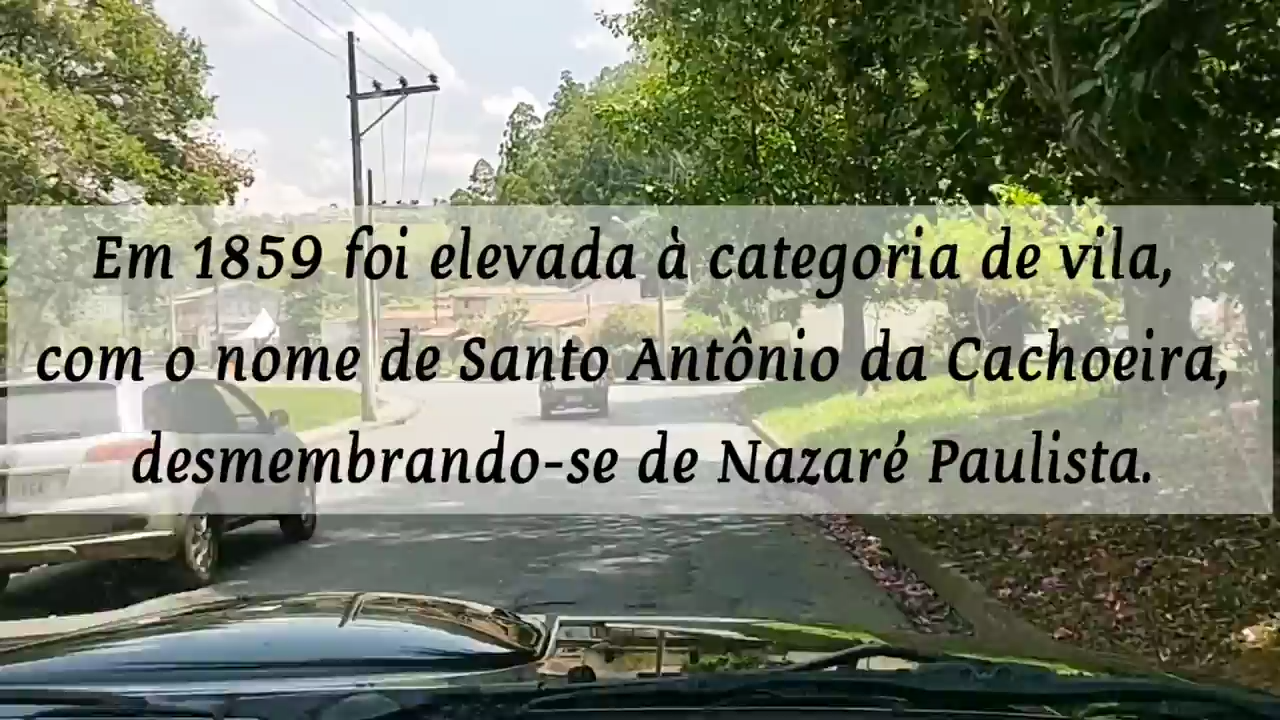 Em 1859 foi elevada à categoria de vila,
com o nome de Santo Antônio da Cachoeira,
desmembrando-se de Nazaré Paulista.